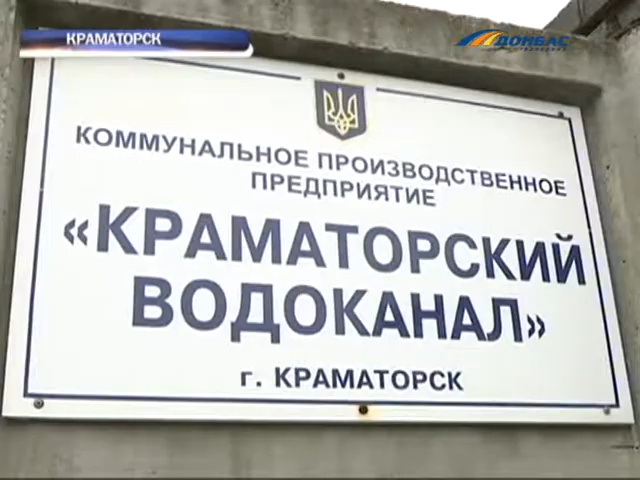 КРАМАТОРСК
ДОНБАС
КОММУНАЛЬНОЕ ПРОИЗВОДСТВЕННОЕ
ПРЕДПРИЯТИЕ
«КРАМАТОРСКИЙ
ВОДОКАНАЛ»
г. КРАМАТОРСК